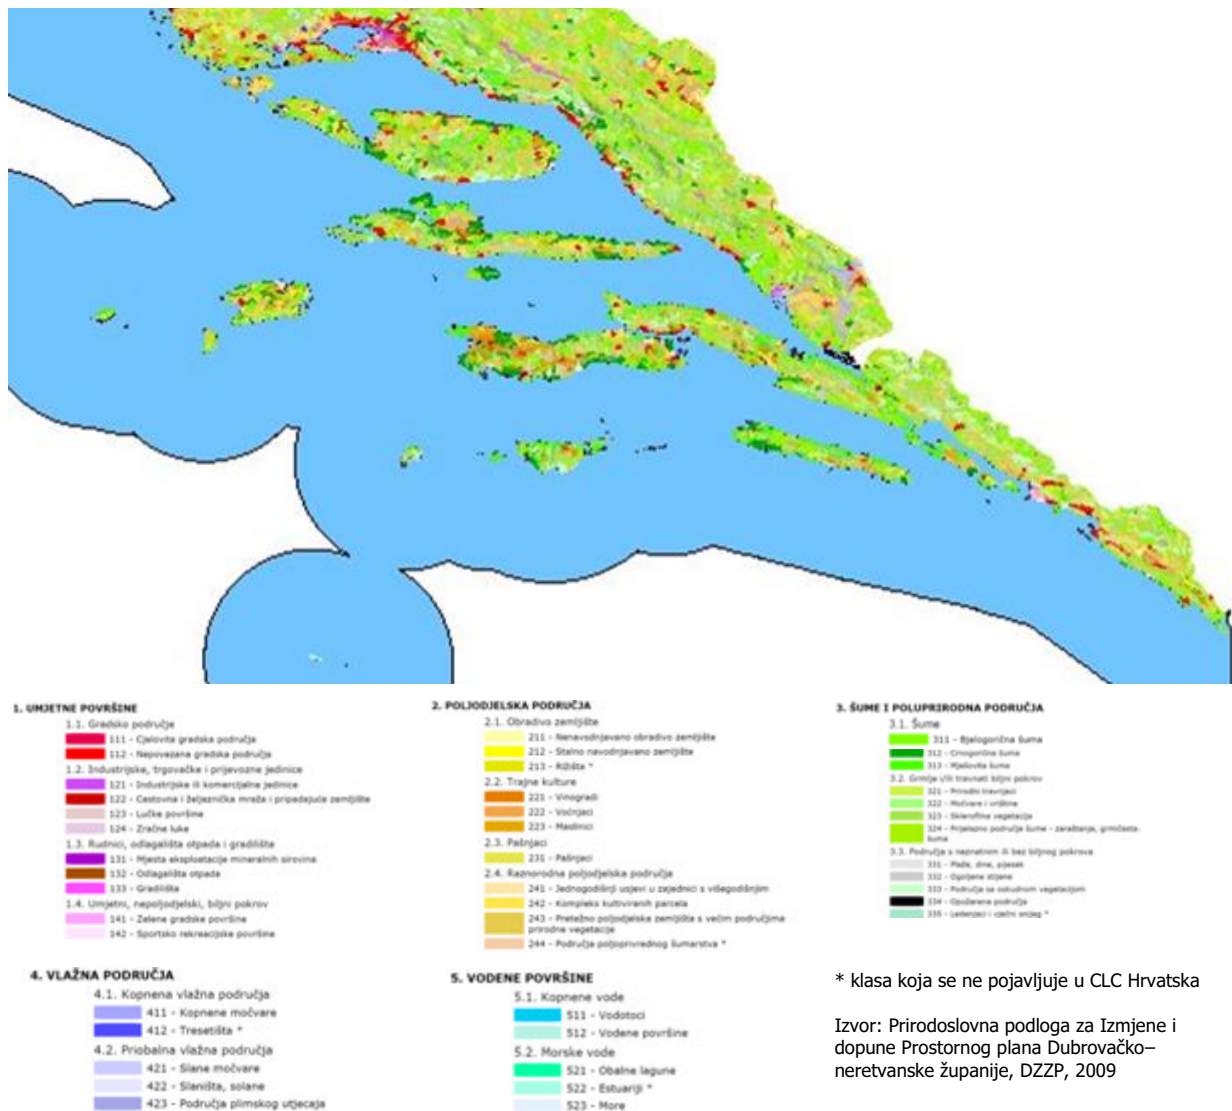 1. UMJETNE POVRŠINE
1.1. Gradsko područje
111 - Cjelovita gradska područja
112 - Nepovezana gradska područja
1.2. Industrijske, trgovačke i prijevozne jedinice
121 - Industrijske ili komercijalne jedinice
122 - Cestovna i željeznička mreža i pripadajuće zemljište
123 - Lučke površine
124 - Zračne luke
1.3. Rudnici, odlagališta otpada i gradilišta
131 - Mjesta eksploatacije mineralnih sirovina
132 - Odlagališta otpada
133 - Gradilišta
1.4. Umjetni, nepoljodjelski, biljni pokrov
141 - Zelene gradske površine
142 - Sportsko rekreacijske površine
2. POLJODJELSKA PODRUČJA
2.1. Obradivo zemljište
211 - Nenavodnjavano obradivo zemljište
212 - Stalno navodnjavano zemljište
213 - Rižišta *
2.2. Trajne kulture
221 - Vinogradi
222 - Voćnjaci
223 - Maslinici
2.3. Pašnjaci
231 - Pašnjaci
2.4. Raznorodna poljodjelska područja
241 - Jednogodišnji usjevi u zajednici s višegodišnjim
242 - Kompleks kultiviranih parcela
243 - Pretežno poljodjelska zemljišta s većim područjima
prirodne vegetacije
244 - Područja poljoprivrednog šumarstva *
3. ŠUME I POLUPRIRODNA PODRUČJA
3.1. Šume
311 - Bjelogorična šuma
312 - Crnogorična šuma
313 - Mješovita šuma
3.2. Grmlje i/ili travnati biljni pokrov
321 - Prirodni travnjaci
322 - Močvare i vrištine
323 - Sklerofilna vegetacija
324 - Prijelazno područje šume - zaraštanje, grmičasta
šuma
3.3. Područja s neznatnim ili bez biljnog pokrova
331 - Plaže, dine, pijesak
332 - Ogoljene stijene
333 - Područja sa oskudnom vegetacijom
334 - Opožarena područja
335 - Ledenjaci i vječni snijeg *
4. VLAŽNA PODRUČJA
4.1. Kopnena vlažna područja
411 - Kopnene močvare
412 - Tresetišta *
4.2. Priobalna vlažna područja
421 - Slane močvare
422 - Slaništa, solane
423 - Područja plimskog utjecaja
5. VODENE POVRŠINE
5.1. Kopnene vode
511 - Vodotoci
512 - Vodene površine
5.2. Morske vode
521 - Obalne lagune
522 - Estuariji *
523 - More
* klasa koja se ne pojavljuje u CLC Hrvatska
Izvor: Prirodoslovna podloga za Izmjene i
dopune Prostornog plana Dubrovačko–
neretvanske županije, DZZP, 2009